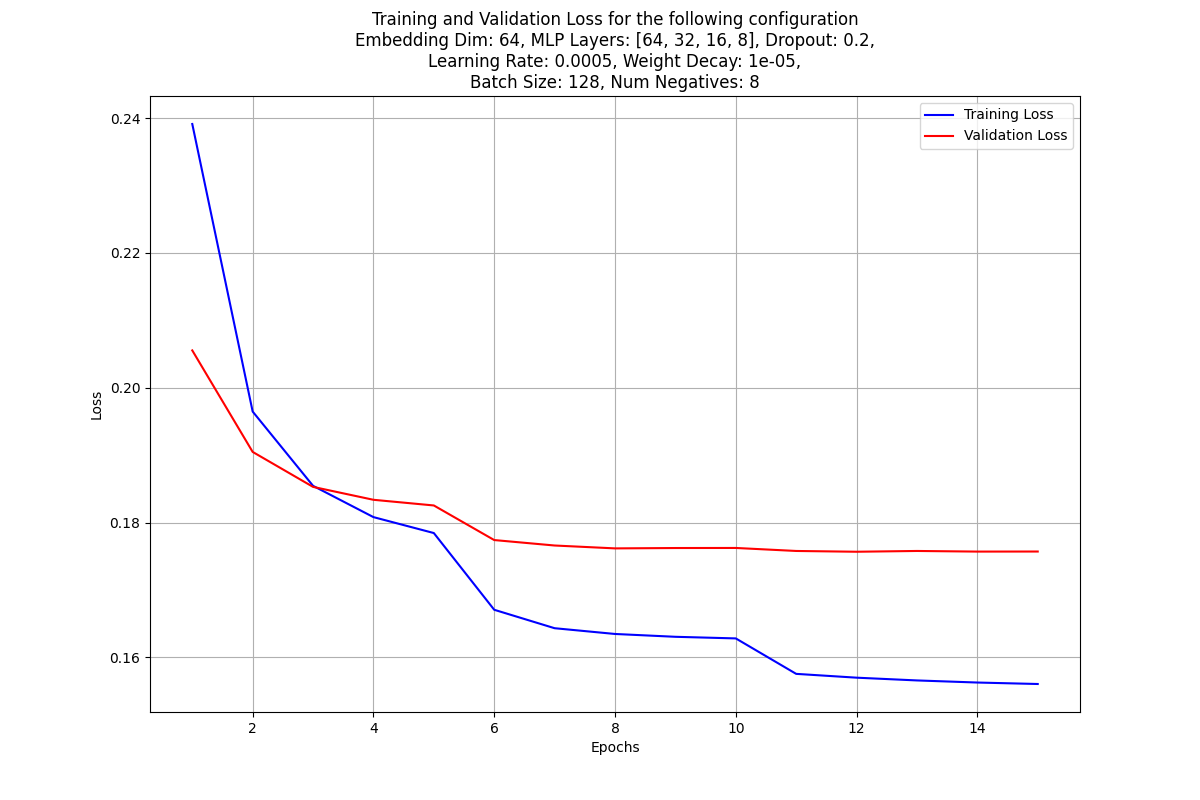 Training and Validation Loss for the following configuration
Embedding Dim: 64, MLP Layers: [64, 32, 16, 8], Dropout: 0.2,
Learning Rate: 0.0005, Weight Decay: 1e-05,
Batch Size: 128, Num Negatives: 8
Training Loss
Validation Loss
Loss
0.24
0.22
0.20
0.18
0.16
2 4 6 8 10 12 14
Epochs